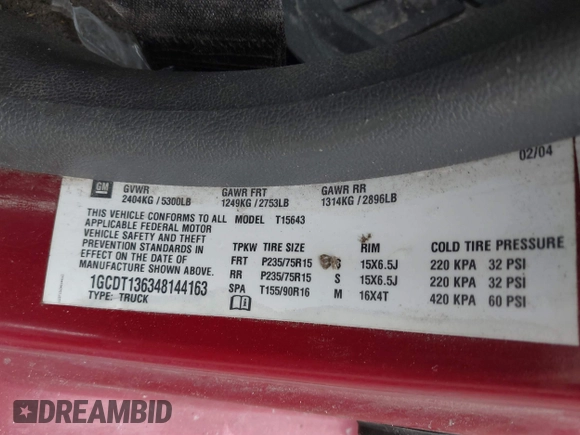 02/04
GM GVWR GAWR FRT GAWR RR
2404KG / 5300LB 1249KG / 2753LB 1314KG / 2896LB
THIS VEHICLE CONFORMS TO ALL MODEL T15643
APPLICABLE FEDERAL MOTOR
VEHICLE SAFETY AND THEFT
PREVENTION STANDARDS IN
EFFECT ON THE DATE OF
MANUFACTURE SHOWN ABOVE.
1GCDT136348144163
TYPE: TRUCK
TPKW TIRE SIZE RIM COLD TIRE PRESSURE
FRT P235/75R15 S 15X6.5J 220 KPA 32 PSI
RR P235/75R15 S 15X6.5J 220 KPA 32 PSI
SPA T155/90R16 M 16X4T 420 KPA 60 PSI
DREAMBID